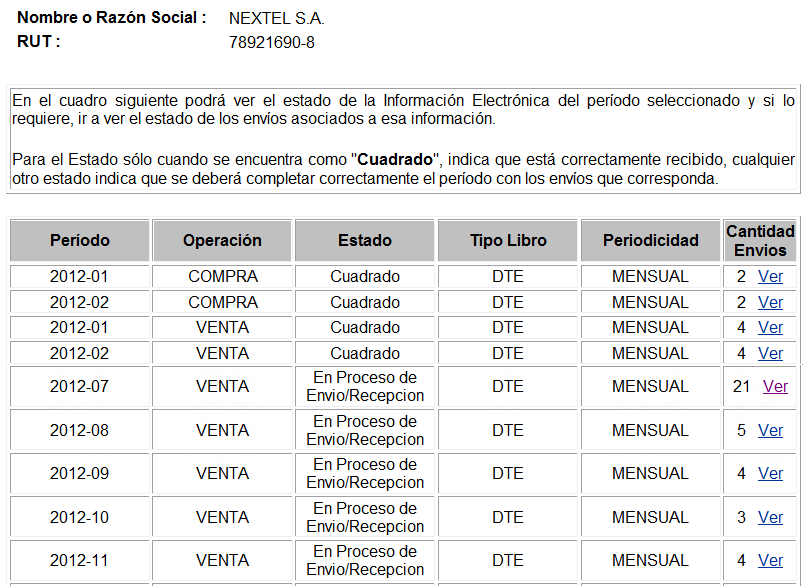 Nombre o Razón Social : NEXTEL S.A.
RUT : 78921690-8
En el cuadro siguiente podrá ver el estado de la Información Electrónica del período seleccionado y si lo
requiere, ir a ver el estado de los envíos asociados a esa información.
Para el Estado sólo cuando se encuentra como "Cuadrado", indica que está correctamente recibido, cualquier
otro estado indica que se deberá completar correctamente el período con los envíos que corresponda.
Período Operación Estado Tipo Libro Periodicidad Cantidad
Envios
2012-01 COMPRA Cuadrado DTE MENSUAL 2 Ver
2012-02 COMPRA Cuadrado DTE MENSUAL 2 Ver
2012-01 VENTA Cuadrado DTE MENSUAL 4 Ver
2012-02 VENTA Cuadrado DTE MENSUAL 4 Ver
2012-07 VENTA En Proceso de
Envio/Recepcion DTE MENSUAL 21 Ver
2012-08 VENTA En Proceso de
Envio/Recepcion DTE MENSUAL 5 Ver
2012-09 VENTA En Proceso de
Envio/Recepcion DTE MENSUAL 4 Ver
2012-10 VENTA En Proceso de
Envio/Recepcion DTE MENSUAL 3 Ver
2012-11 VENTA En Proceso de
Envio/Recepcion DTE MENSUAL 4 Ver